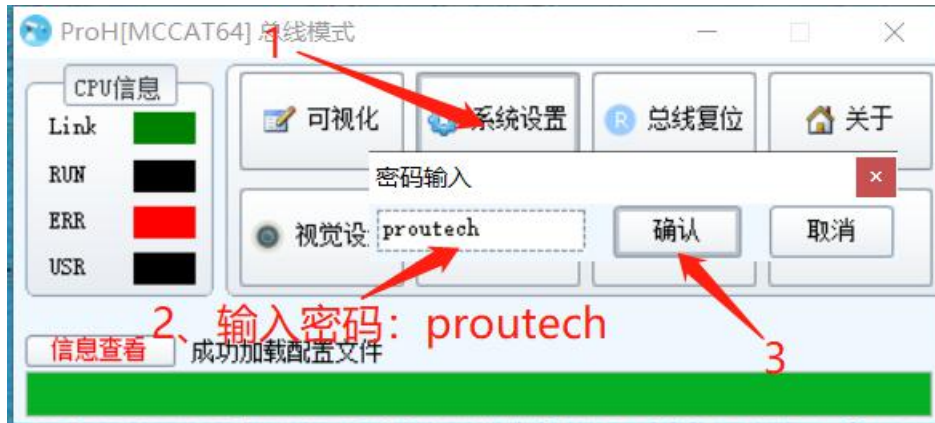 ProH[MCCAT64] 总线模式
1
CPU信息
Link
RUN
ERR
USR
可视化
系统设置
总线复位
关于
密码输入
×
视觉设
proutech
确认
取消
2、输入密码：proutech
3
信息查看
成功加载配置文件